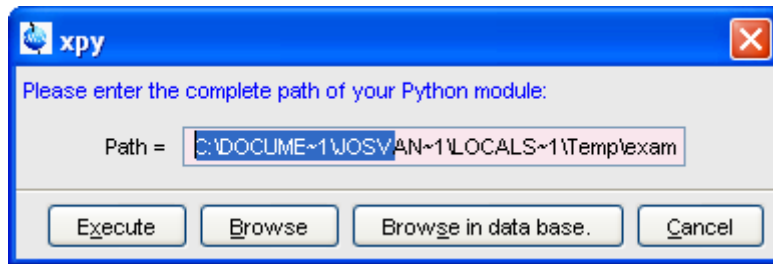 xpy
Please enter the complete path of your Python module:
Path = C:\DOCUME~1\JOSVAN~1\LOCALS~1\Temp\exam
Execute Browse Browse in data base. Cancel